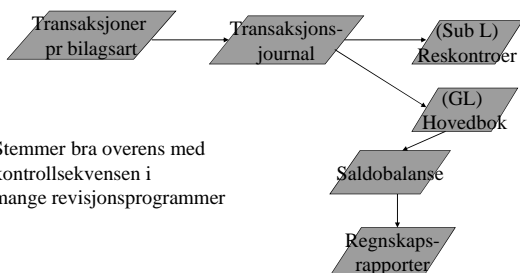 Transaksjoner
pr bilagsart
Transaksjons-
journal
(Sub L)
Reskontroer
(GL)
Hovedbok
Stemmer bra overens med
kontrollsekvensen i
mange revisjonsprogrammer
Saldobalanse
Regnskaps-
rapporter